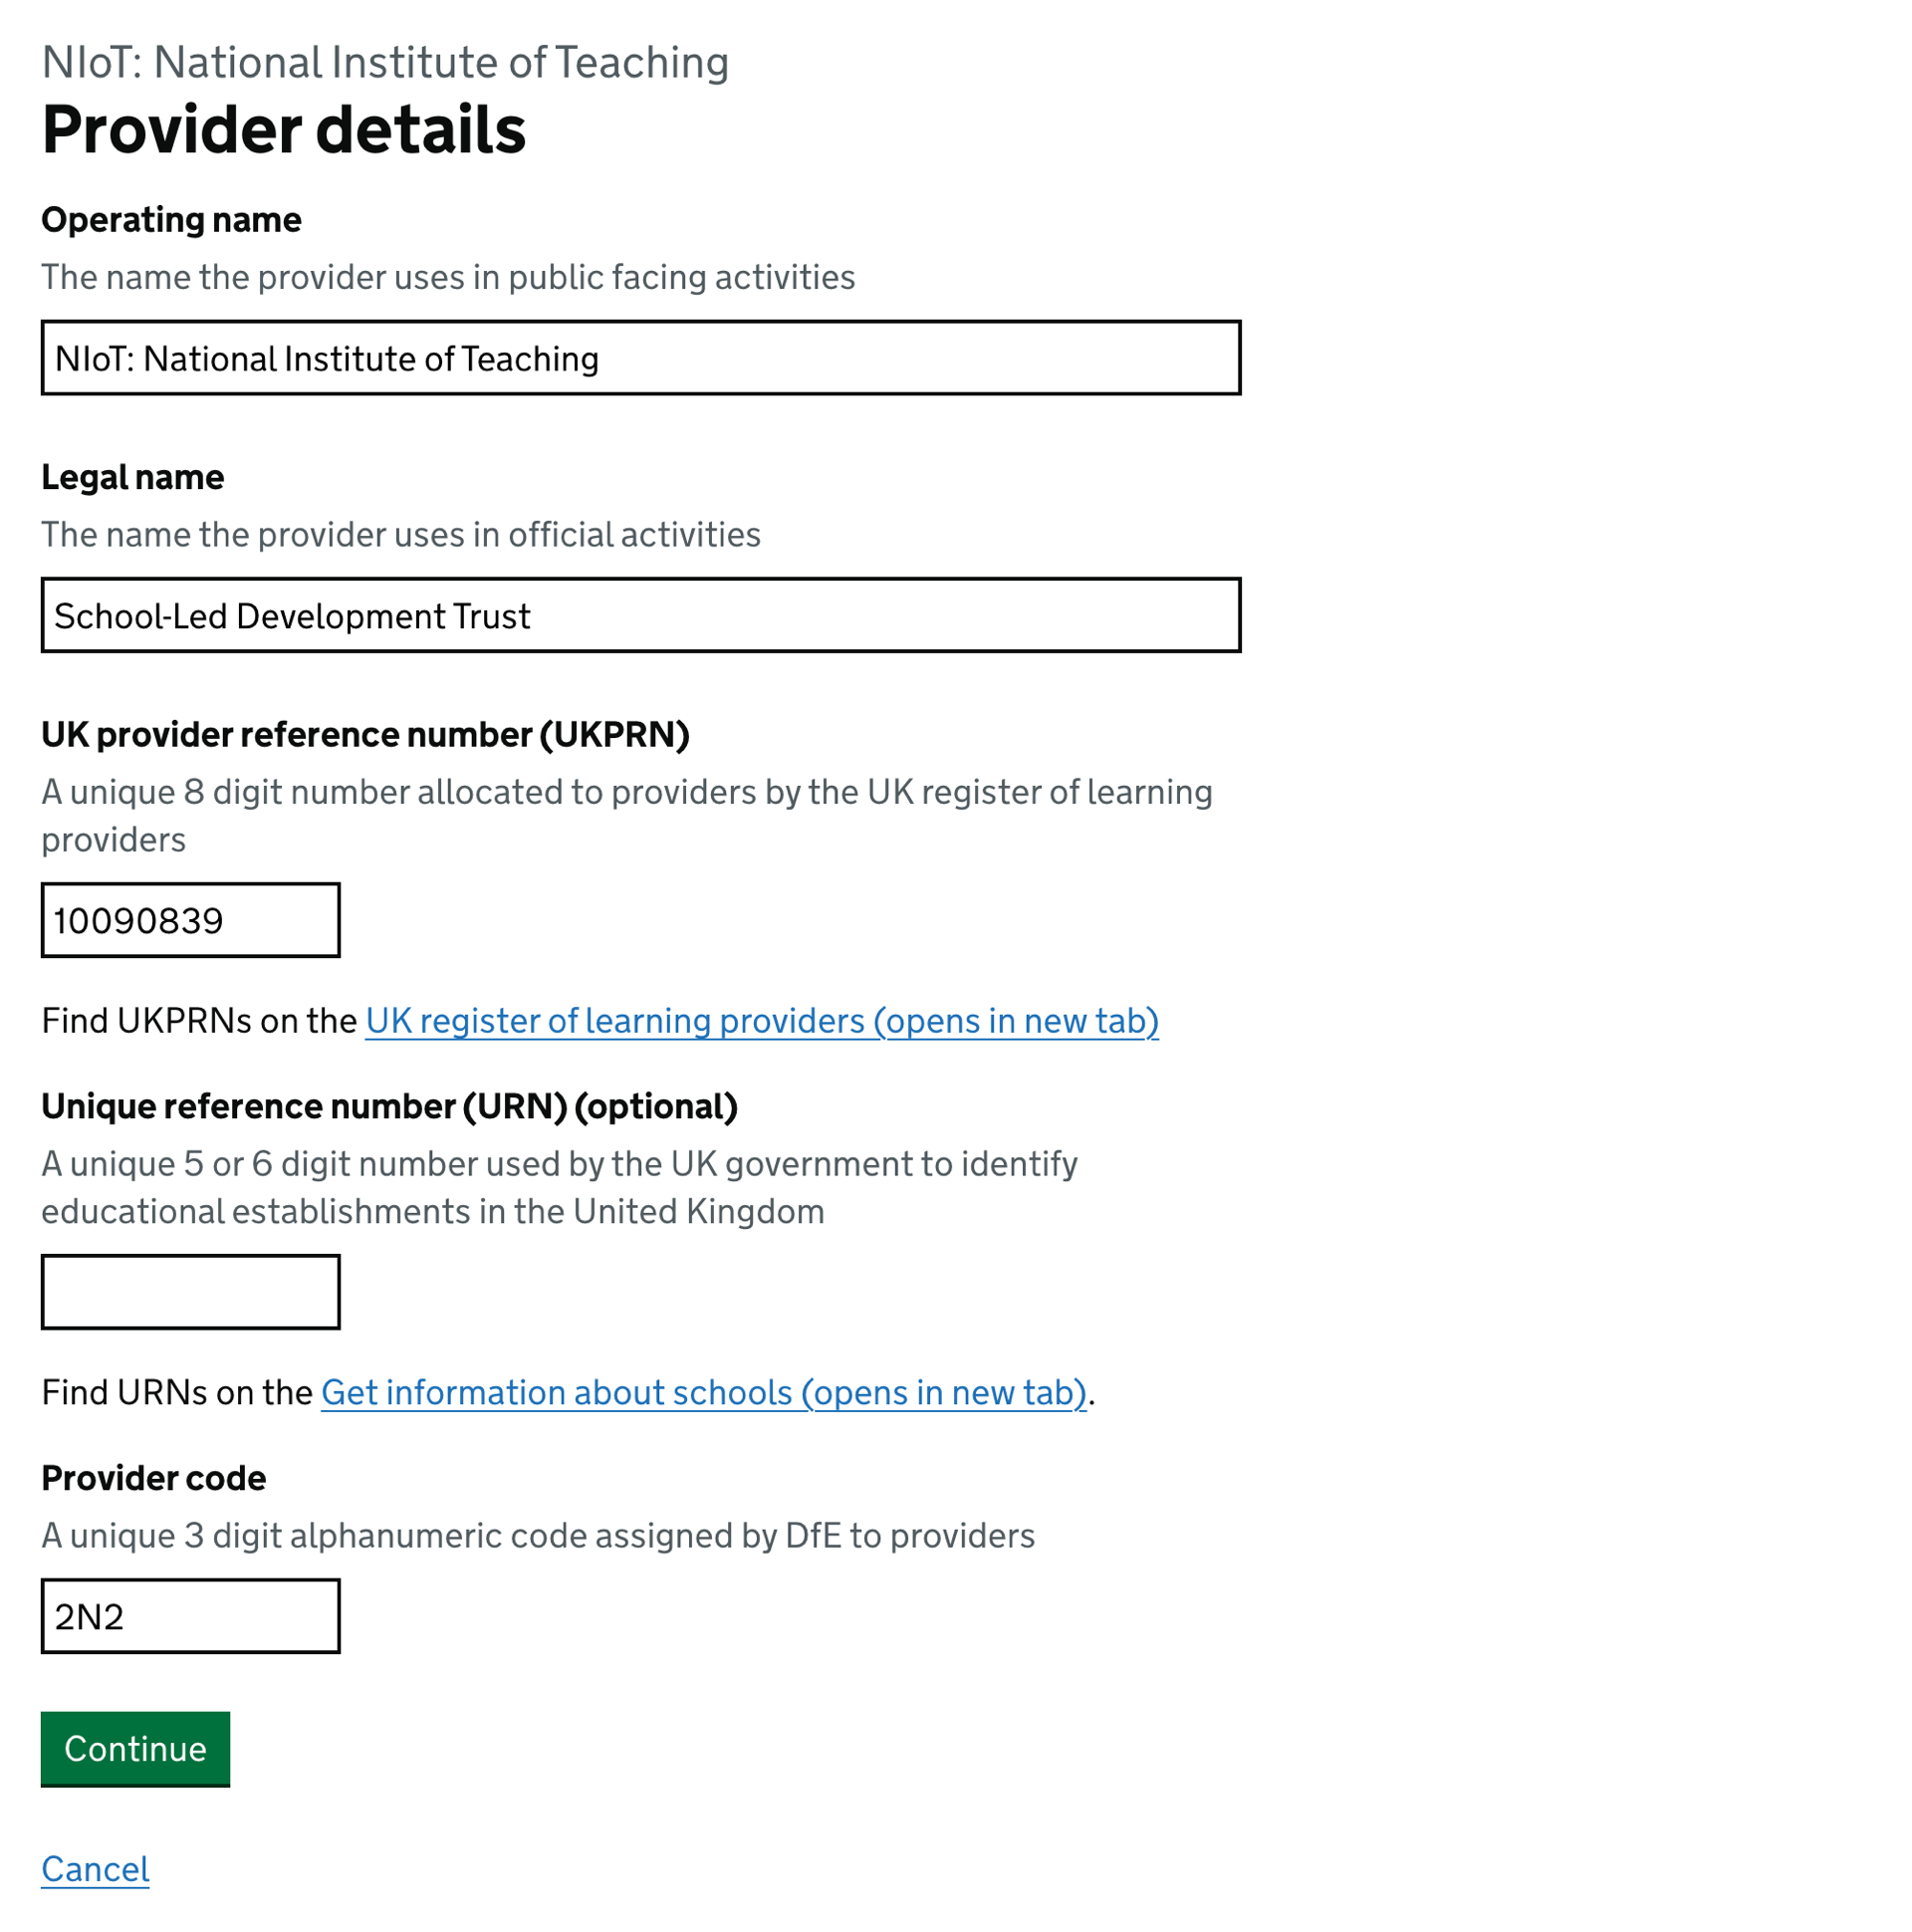 NIoT: National Institute of Teaching
Provider details
Operating name
The name the provider uses in public facing activities
NIoT: National Institute of Teaching
Legal name
The name the provider uses in official activities
School-Led Development Trust
UK provider reference number (UKPRN)
A unique 8 digit number allocated to providers by the UK register of learning
providers
10090839
Find UKPRNs on the UK register of learning providers (opens in new tab)
Unique reference number (URN) (optional)
A unique 5 or 6 digit number used by the UK government to identify
educational establishments in the United Kingdom
Find URNs on the Get information about schools (opens in new tab).
Provider code
A unique 3 digit alphanumeric code assigned by DfE to providers
2N2
Continue
Cancel